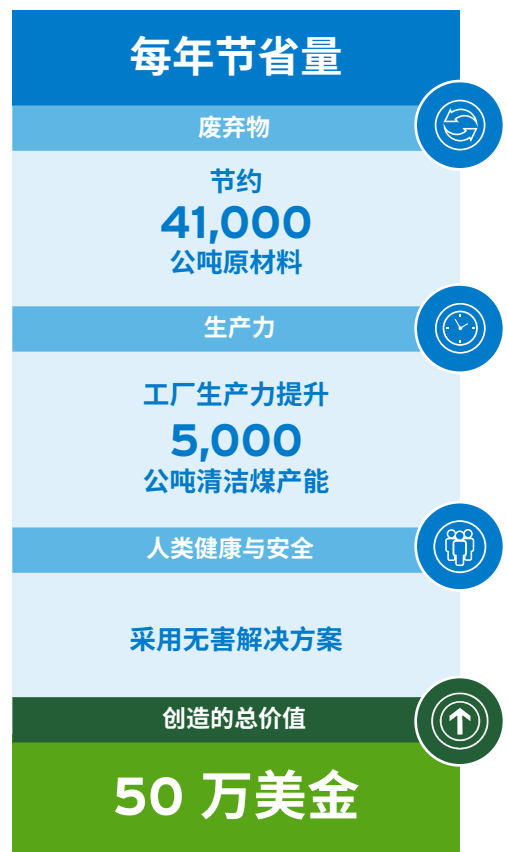 每年节省量
废弃物
节约
41,000
公吨原材料
生产力
工厂生产力提升
5,000
公吨清洁煤产能
人类健康与安全
采用无害解决方案
创造的总价值
50 万美金